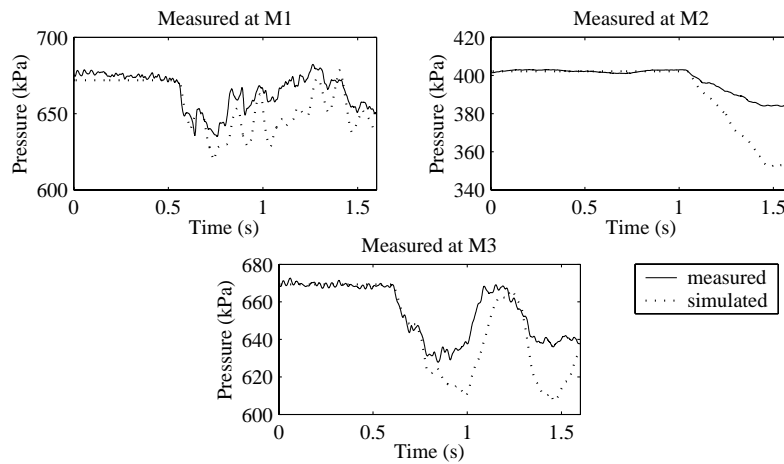 Measured at M1
700
650
600
0
0.5
1
1.5
Time (s)
Pressure (kPa)
Measured at M2
420
400
380
360
340
0
0.5
1
1.5
Time (s)
Pressure (kPa)
Measured at M3
680
660
640
620
600
0
0.5
1
1.5
Time (s)
Pressure (kPa)
measured
simulated